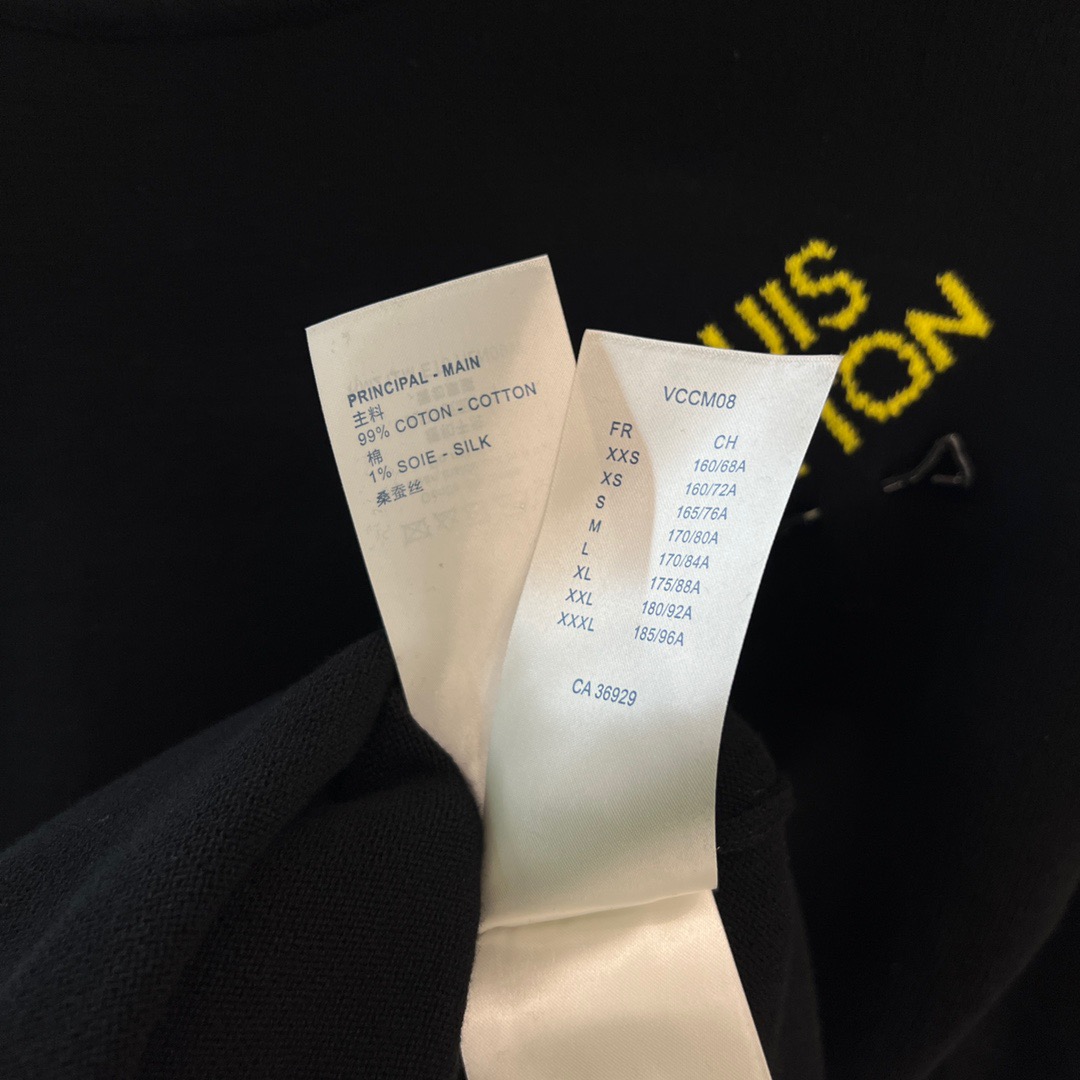 PRINCIPAL - MAIN
主料
99% COTON - COTTON
棉
1% SOIE - SILK
桑蚕丝
VCCM08
FR CH
XXS 160/68A
XS 160/72A
S 165/76A
M 170/80A
L 170/84A
XL 175/88A
XXL 180/92A
XXXL 185/96A
CA 36929
UIS
TON